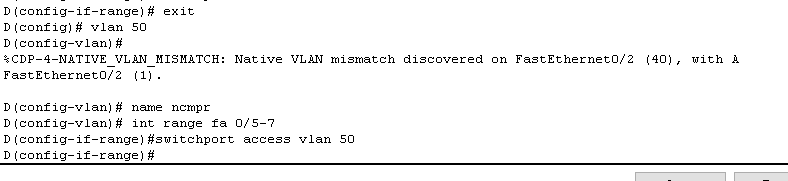 D(config-if-range)# exit
D(config)# vlan 50
D(config-vlan)#
%CDP-4-NATIVE_VLAN_MISMATCH: Native VLAN mismatch discovered on FastEthernet0/2 (40), with A
FastEthernet0/2 (1).
D(config-vlan)# name ncmpr
D(config-vlan)# int range fa 0/5-7
D(config-if-range)#switchport access vlan 50
D(config-if-range)#